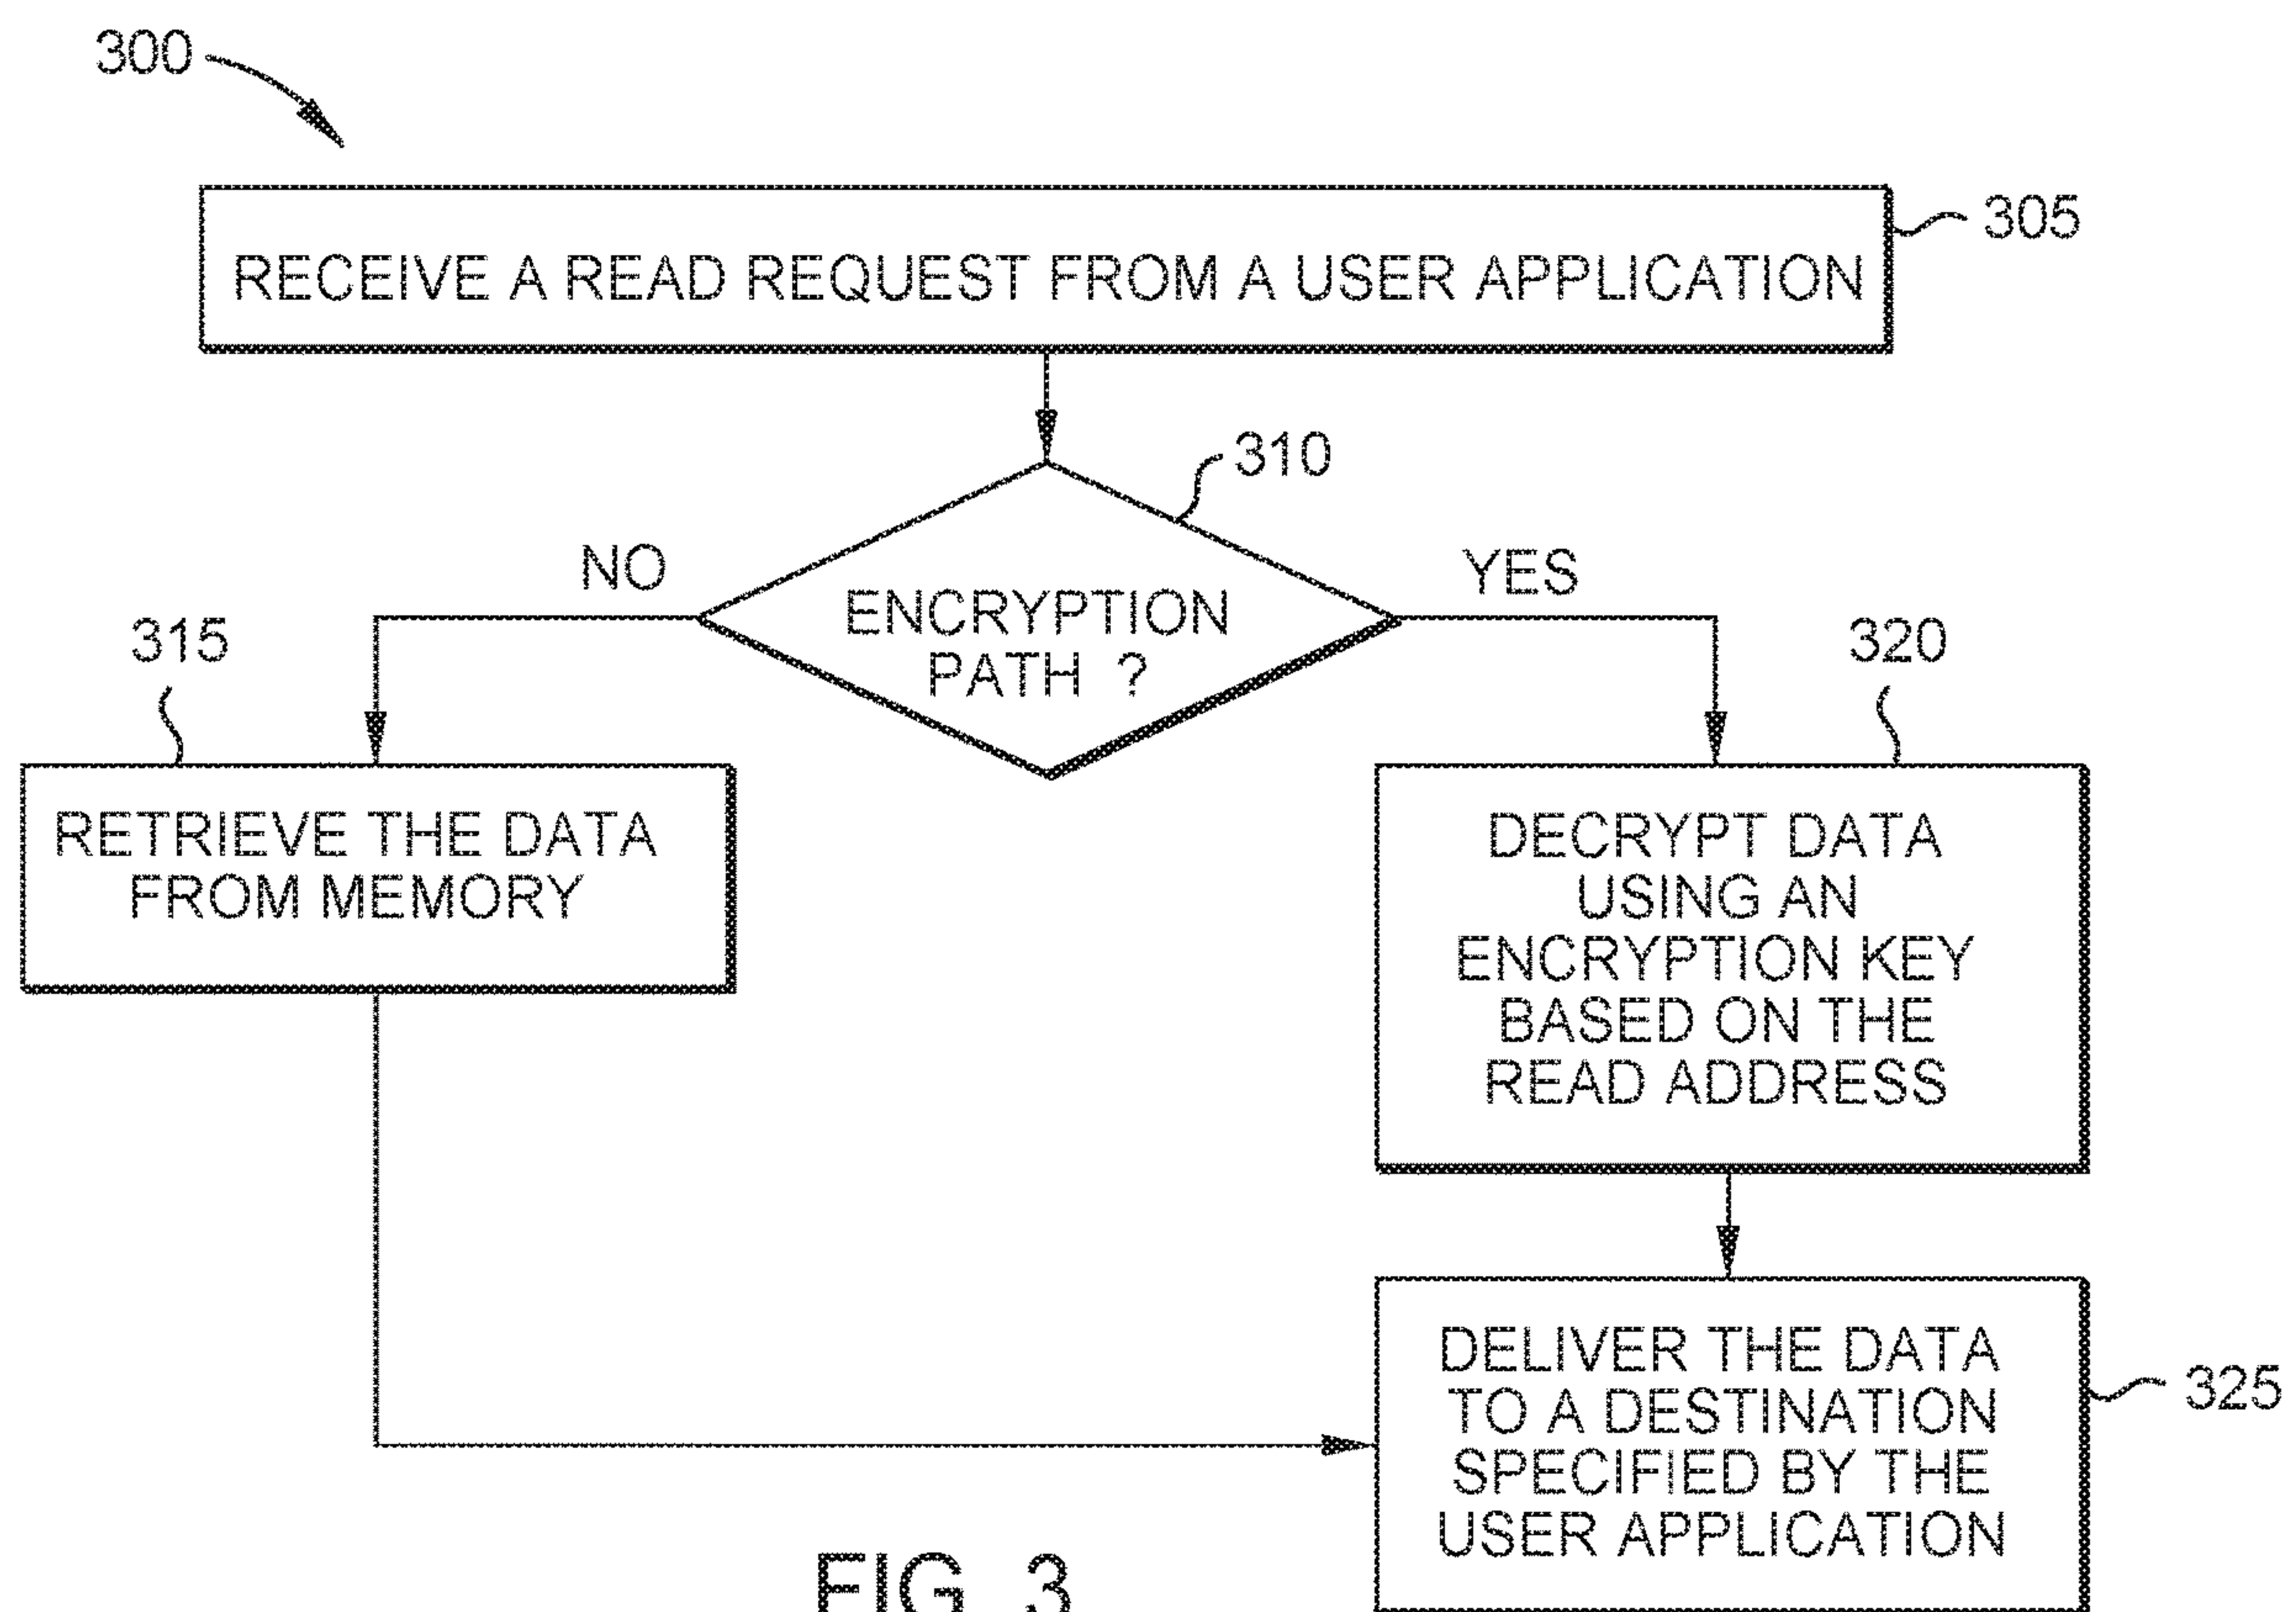 300
305
RECEIVE A READ REQUEST FROM A USER APPLICATION
310
NO
YES
ENCRYPTION
PATH ?
315
320
RETRIEVE THE DATA
FROM MEMORY
DECRYPT DATA
USING AN
ENCRYPTION KEY
BASED ON THE
READ ADDRESS
DELIVER THE DATA
TO A DESTINATION
SPECIFIED BY THE
USER APPLICATION
325
FIG. 3